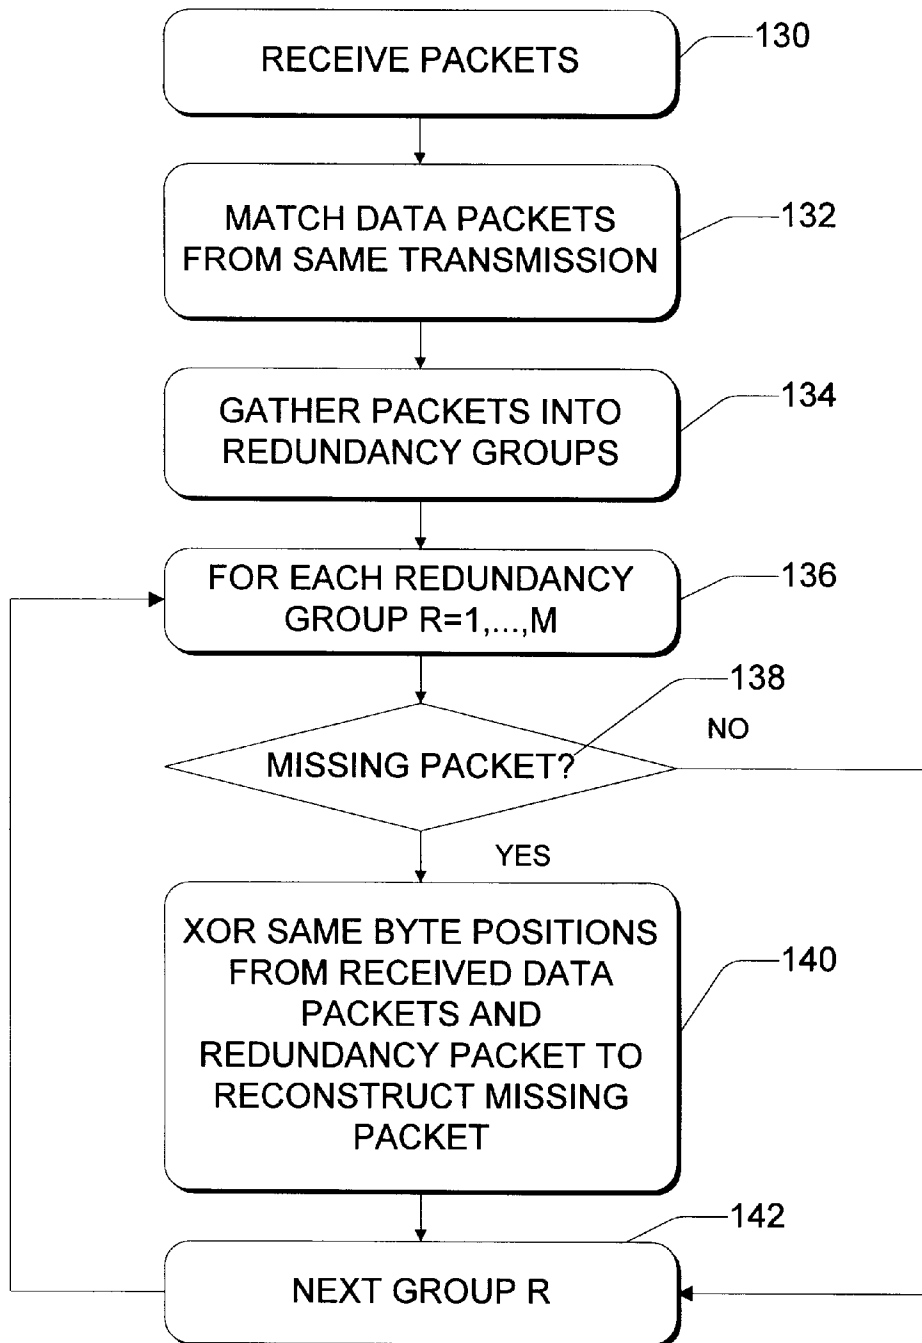 RECEIVE PACKETS
130
MATCH DATA PACKETS
FROM SAME TRANSMISSION
132
GATHER PACKETS INTO
REDUNDANCY GROUPS
134
FOR EACH REDUNDANCY
GROUP R=1,...,M
136
138
MISSING PACKET?
NO
YES
XOR SAME BYTE POSITIONS
FROM RECEIVED DATA
PACKETS AND
REDUNDANCY PACKET TO
RECONSTRUCT MISSING
PACKET
140
142
NEXT GROUP R